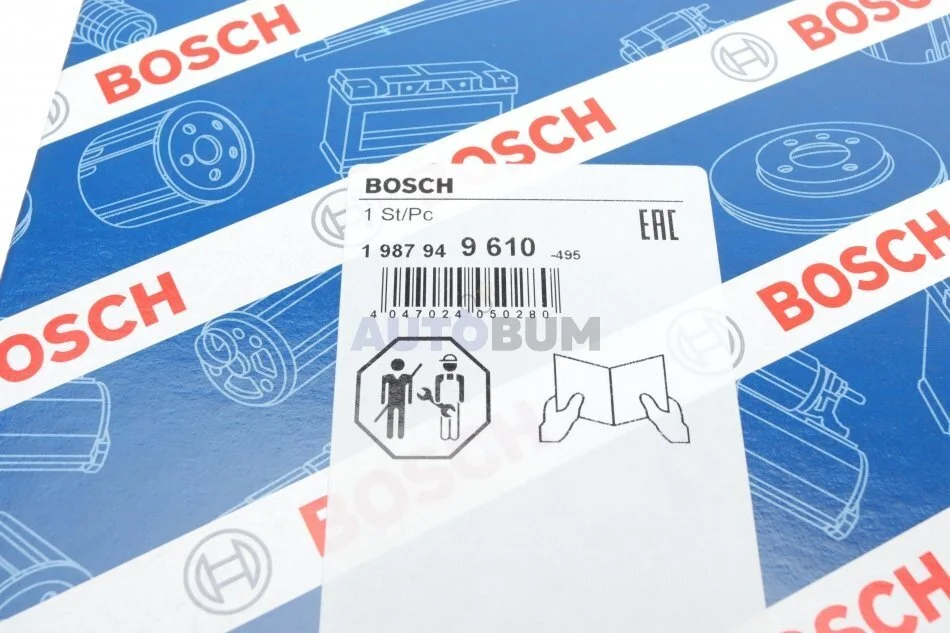 BOSCH
BOSCH
BOSCH
BOSCH
1 St/Pc
EAC
1 987 94 9 610 -495
4 047024 050280
AUTOBUM
BOSCH
BOSCH
BOSCH
BOSCH